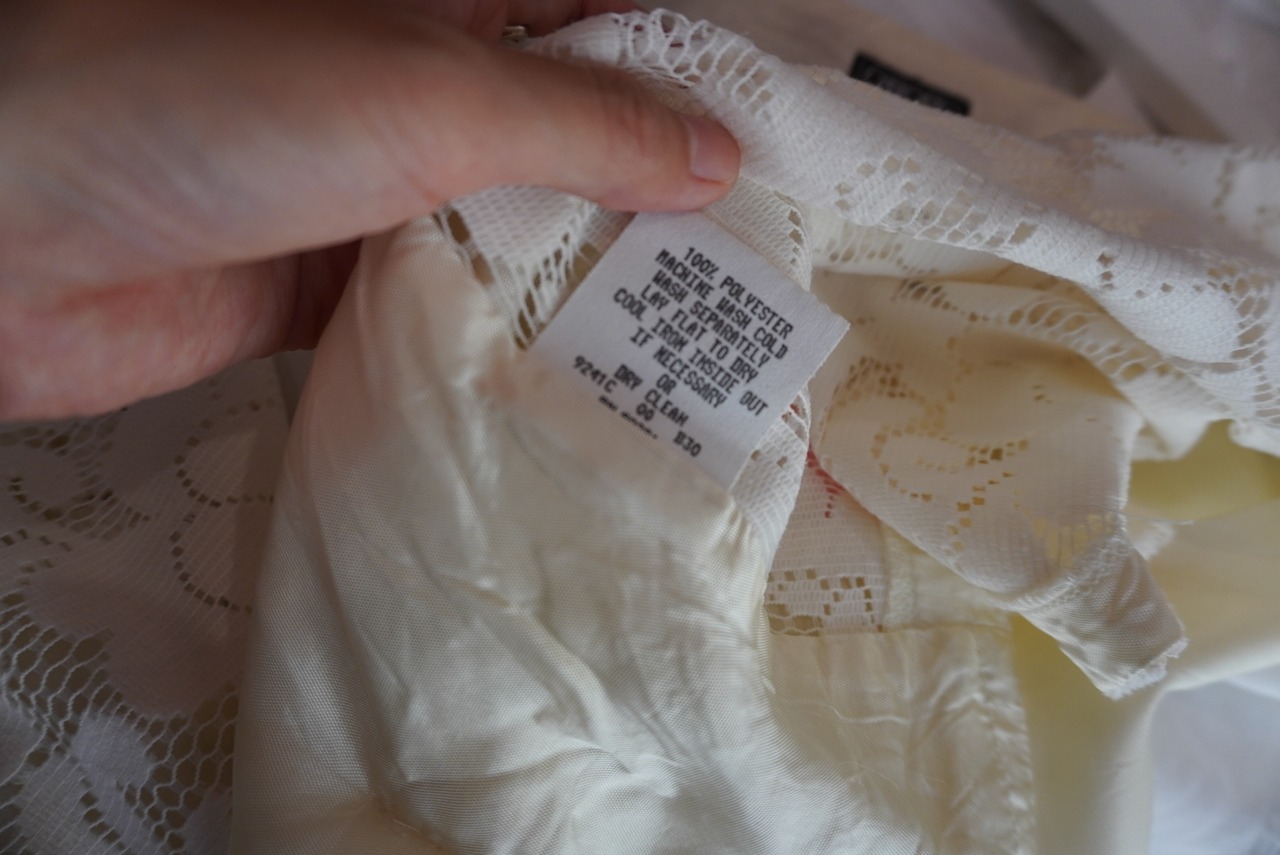 100% POLYESTER
MACHINE WASH COLD
WASH SEPARATELY
LAY FLAT TO DRY
COOL IRON INSIDE OUT
IF NECESSARY
DRY OR
9241C CLEAN
00 B30